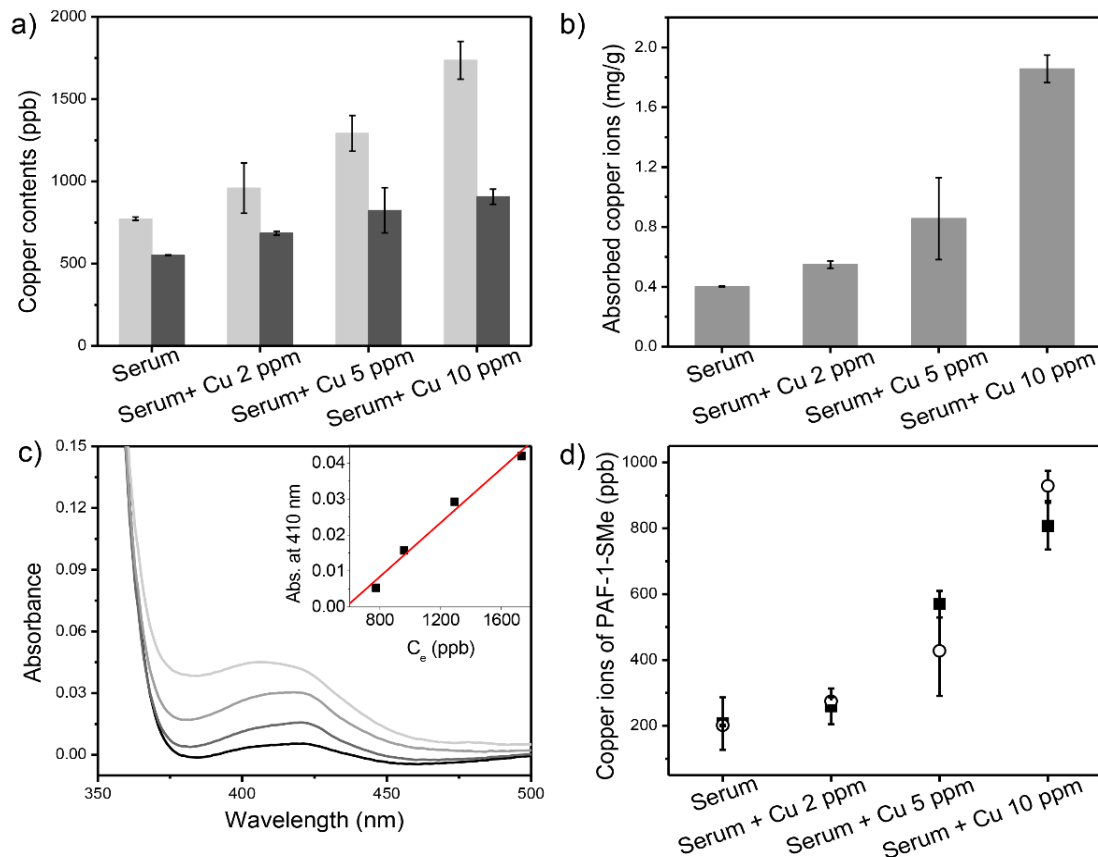 a)
Copper contents (ppb)
2000
1500
1000
500
0
Serum
Serum+ Cu 2 ppm
Serum+ Cu 5 ppm
Serum+ Cu 10 ppm
b)
Absorbed copper ions (mg/g)
2.0
1.6
1.2
0.8
0.4
0.0
Serum
Serum+ Cu 2 ppm
Serum+ Cu 5 ppm
Serum+ Cu 10 ppm
c)
Absorbance
0.15
0.12
0.09
0.06
0.03
0.00
350
400
450
500
Wavelength (nm)
Abs. at 410 nm
0.04
0.03
0.02
0.01
0.00
800
1200
1600
Ce (ppb)
d)
Copper ions of PAF-1-SMe (ppb)
1000
800
600
400
200
Serum
Serum + Cu 2 ppm
Serum + Cu 5 ppm
Serum + Cu 10 ppm